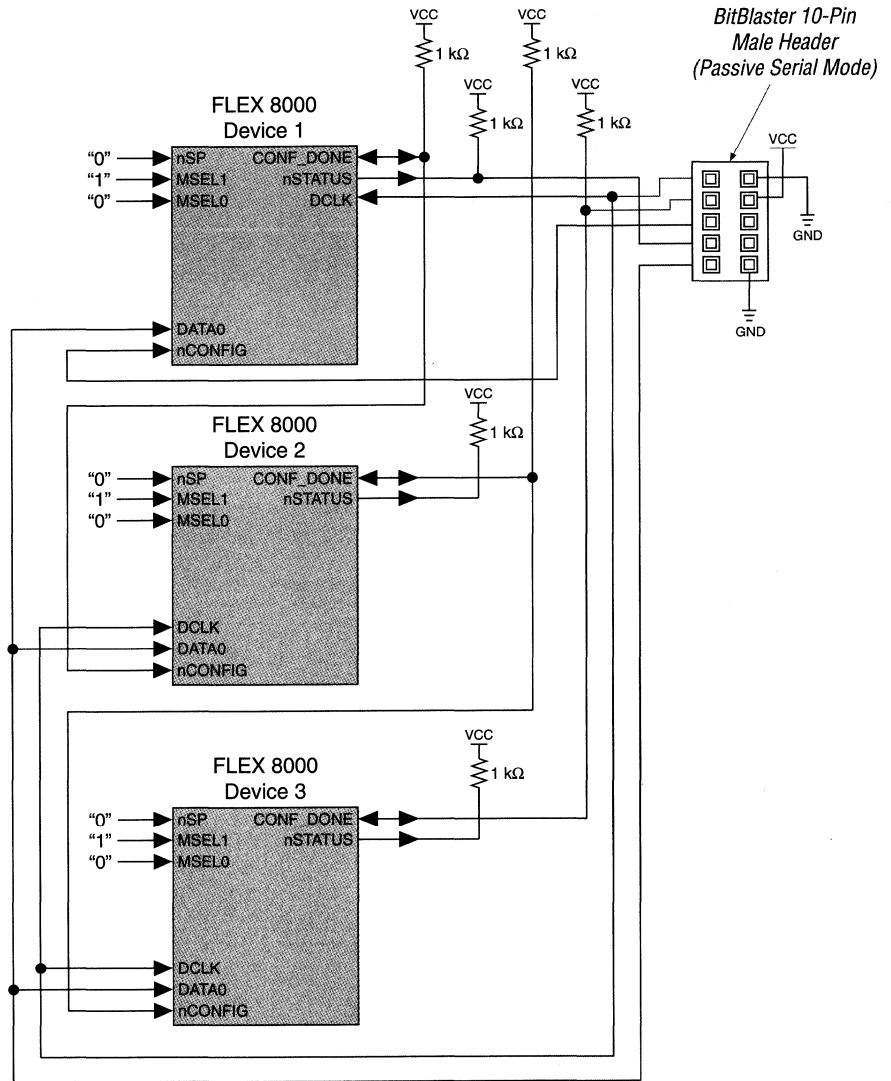 BitBlaster 10-Pin
Male Header
(Passive Serial Mode)
VCC
1 kΩ
VCC
1 kΩ
VCC
1 kΩ
VCC
1 kΩ
VCC
GND
GND
FLEX 8000
Device 1
“0”
“1”
“0”
nSP
MSEL1
MSEL0
CONF_DONE
nSTATUS
DCLK
DATA0
nCONFIG
VCC
1 kΩ
FLEX 8000
Device 2
“0”
“1”
“0”
nSP
MSEL1
MSEL0
CONF_DONE
nSTATUS
DCLK
DATA0
nCONFIG
VCC
1 kΩ
FLEX 8000
Device 3
“0”
“1”
“0”
nSP
MSEL1
MSEL0
CONF_DONE
nSTATUS
DCLK
DATA0
nCONFIG